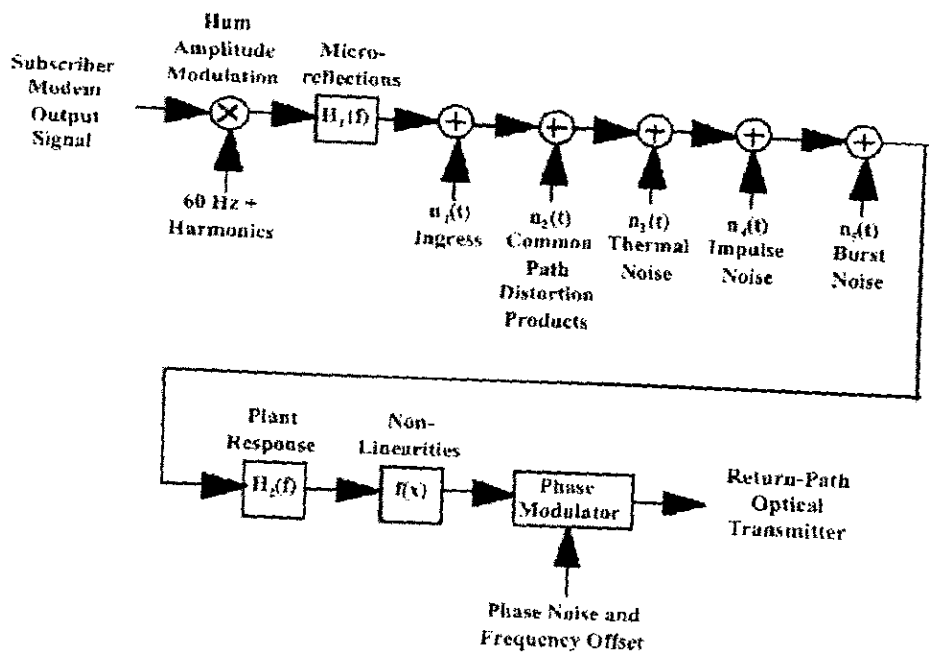 Hum
Amplitude
Modulation
Micro-
reflections
Subscriber
Modem
Output
Signal
H₁(f)
60 Hz +
Harmonics
n₁(t)
Ingress
n₂(t)
Common
Path
Distortion
Products
n₃(t)
Thermal
Noise
n₄(t)
Impulse
Noise
n₅(t)
Burst
Noise
Plant
Response
H₂(f)
Non-
Linearities
f(x)
Phase
Modulator
Return-Path
Optical
Transmitter
Phase Noise and
Frequency Offset